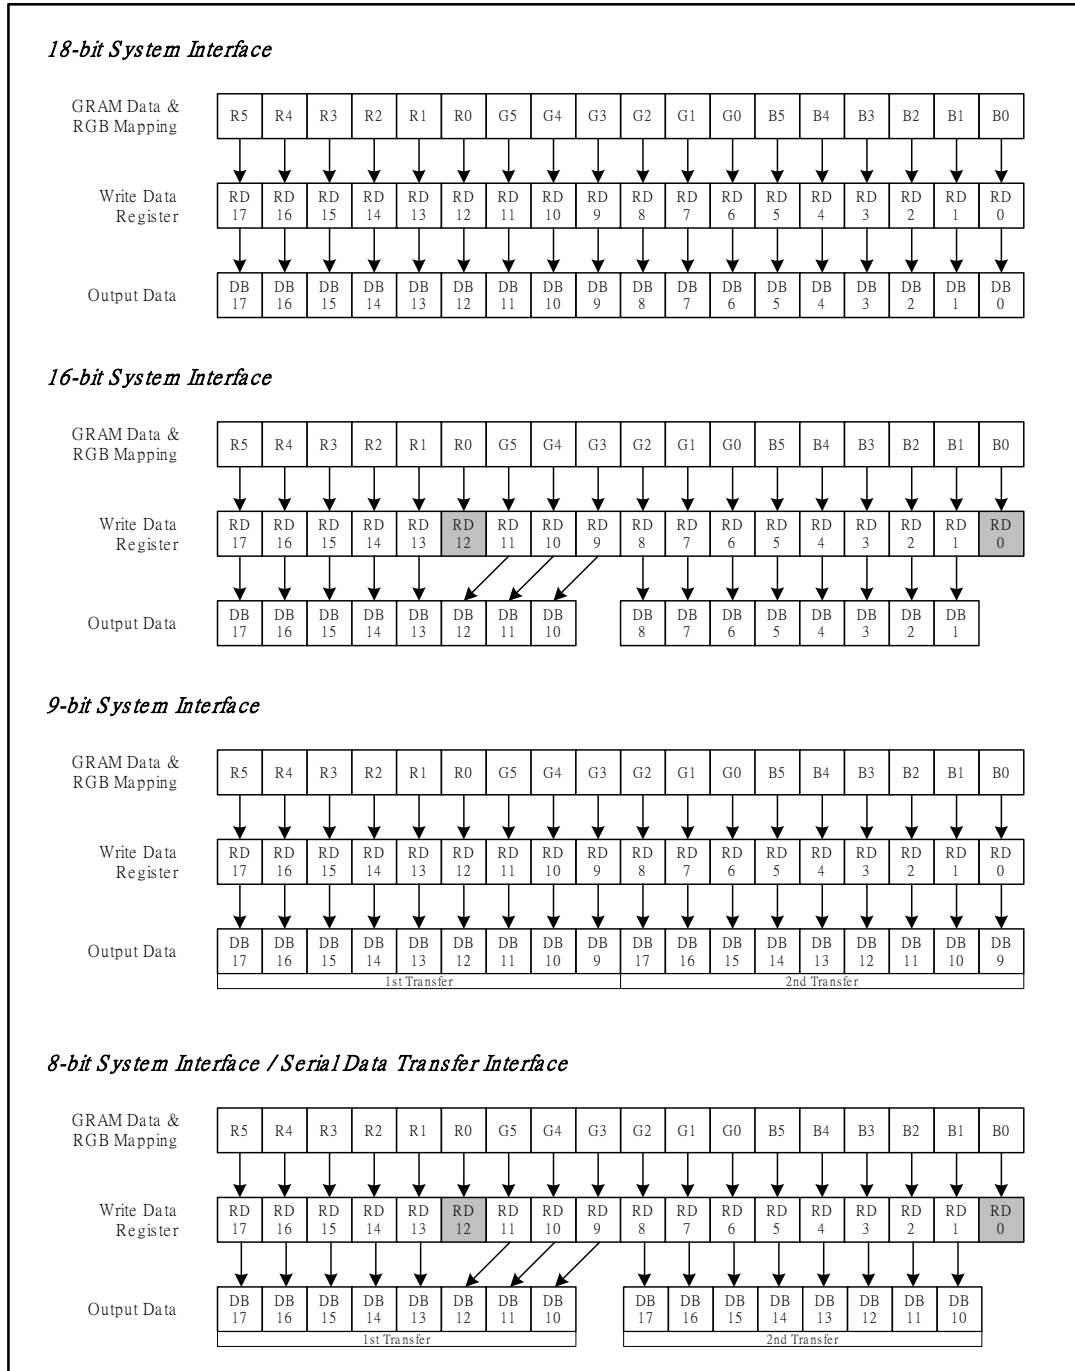 18-bit System Interface
GRAM Data &
RGB Mapping
R5 R4 R3 R2 R1 R0 G5 G4 G3 G2 G1 G0 B5 B4 B3 B2 B1 B0
Write Data
Register
RD RD RD RD RD RD RD RD RD RD RD RD RD RD RD RD RD RD
17 16 15 14 13 12 11 10 9 8 7 6 5 4 3 2 1 0
Output Data
DB DB DB DB DB DB DB DB DB DB DB DB DB DB DB DB DB DB
17 16 15 14 13 12 11 10 9 8 7 6 5 4 3 2 1 0
16-bit System Interface
GRAM Data &
RGB Mapping
R5 R4 R3 R2 R1 R0 G5 G4 G3 G2 G1 G0 B5 B4 B3 B2 B1 B0
Write Data
Register
RD RD RD RD RD RD RD RD RD RD RD RD RD RD RD RD RD RD
17 16 15 14 13 12 11 10 9 8 7 6 5 4 3 2 1 0
Output Data
DB DB DB DB DB DB DB DB DB DB DB DB DB DB DB DB
17 16 15 14 13 12 11 10 8 7 6 5 4 3 2 1
9-bit System Interface
GRAM Data &
RGB Mapping
R5 R4 R3 R2 R1 R0 G5 G4 G3 G2 G1 G0 B5 B4 B3 B2 B1 B0
Write Data
Register
RD RD RD RD RD RD RD RD RD RD RD RD RD RD RD RD RD RD
17 16 15 14 13 12 11 10 9 8 7 6 5 4 3 2 1 0
Output Data
DB DB DB DB DB DB DB DB DB DB DB DB DB DB DB DB DB DB
17 16 15 14 13 12 11 10 9 17 16 15 14 13 12 11 10 9
1st Transfer 2nd Transfer
8-bit System Interface / Serial Data Transfer Interface
GRAM Data &
RGB Mapping
R5 R4 R3 R2 R1 R0 G5 G4 G3 G2 G1 G0 B5 B4 B3 B2 B1 B0
Write Data
Register
RD RD RD RD RD RD RD RD RD RD RD RD RD RD RD RD RD RD
17 16 15 14 13 12 11 10 9 8 7 6 5 4 3 2 1 0
Output Data
DB DB DB DB DB DB DB DB DB DB DB DB DB DB DB DB
17 16 15 14 13 12 11 10 17 16 15 14 13 12 11 10
1st Transfer 2nd Transfer